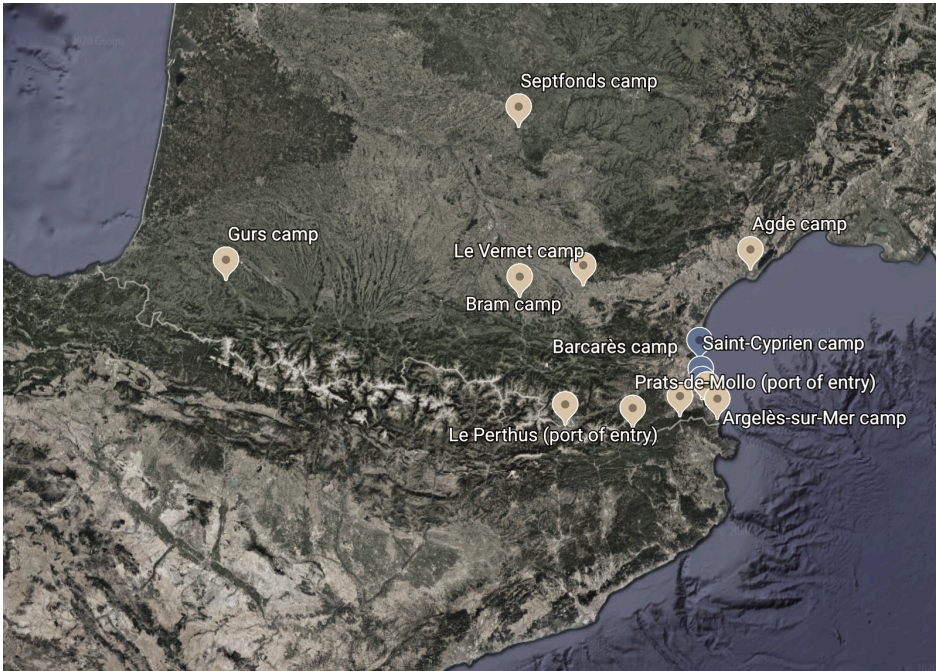 Septfonds camp
Agde camp
Gurs camp
Le Vernet camp
Bram camp
Barcarès camp
Saint-Cyprien camp
Prats-de-Mollo (port of entry)
Argelès-sur-Mer camp
Le Perthus (port of entry)